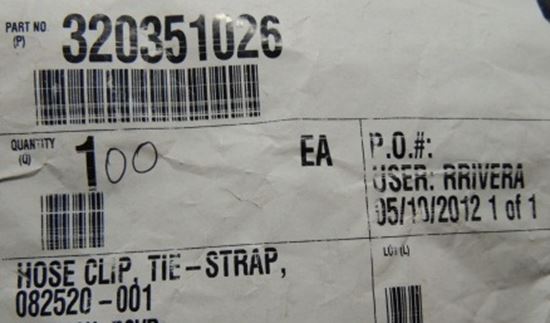 PART NO.
(P)
320351026
QUANTITY
(Q)
100
EA
P.O.#:
USER: RRIVERA
05/10/2012 1 of 1
HOSE CLIP, TIE-STRAP,
082520-001
LOT(L)